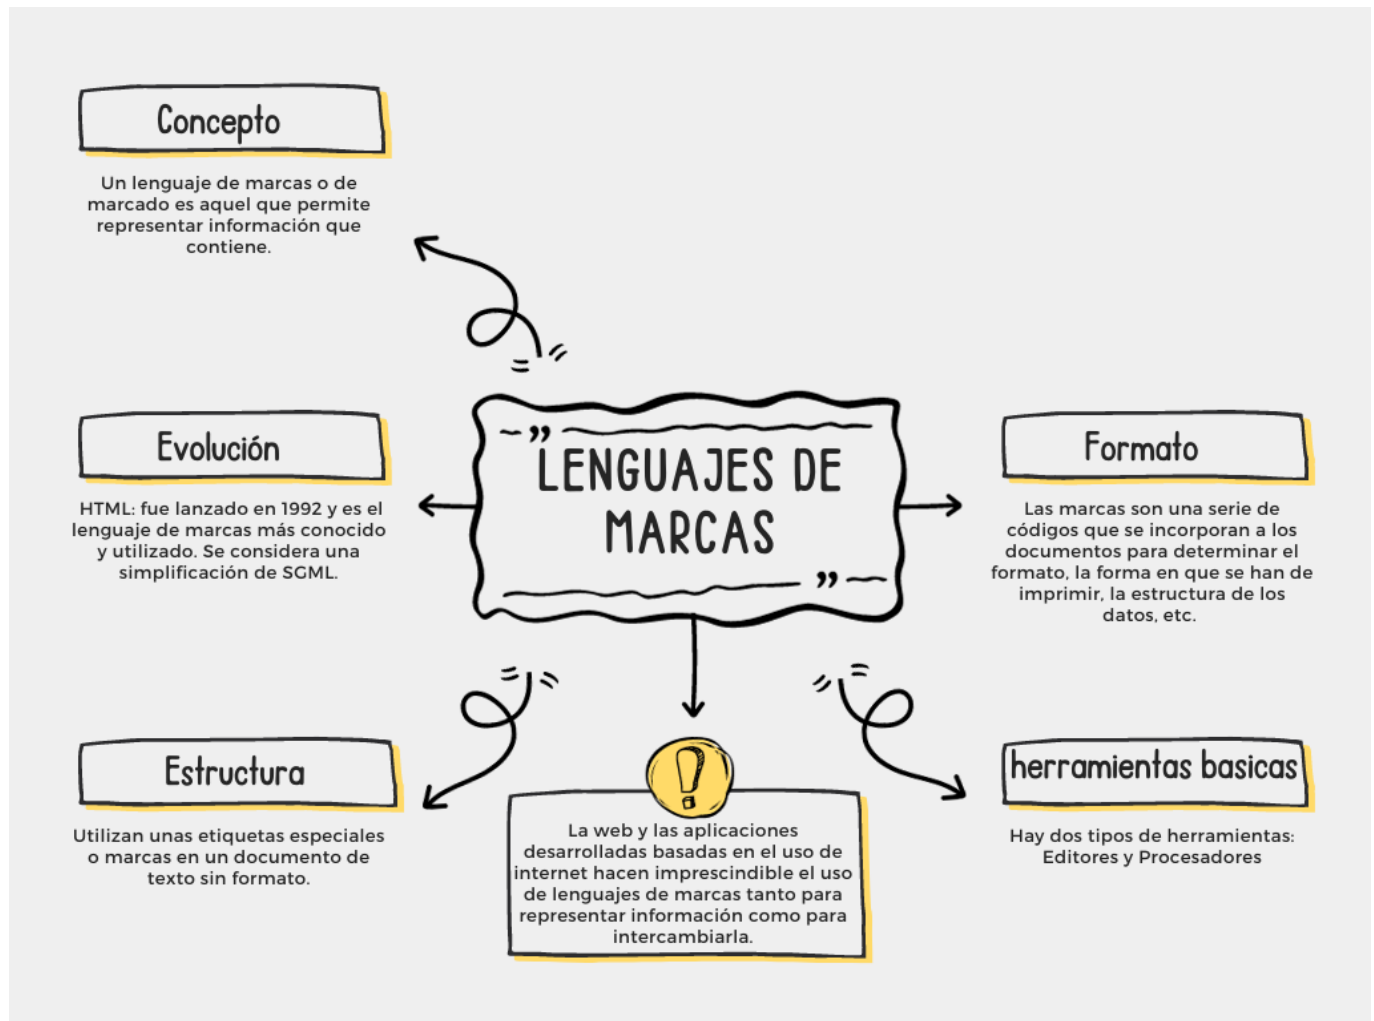 Concepto
Un lenguaje de marcas o de
marcado es aquel que permite
representar información que
contiene.
Evolución
HTML: fue lanzado en 1992 y es el
lenguaje de marcas más conocido
y utilizado. Se considera una
simplificación de SGML.
Estructura
Utilizan unas etiquetas especiales
o marcas en un documento de
texto sin formato.
LENGUAJES DE
MARCAS
La web y las aplicaciones
desarrolladas basadas en el uso de
internet hacen imprescindible el uso
de lenguajes de marcas tanto para
representar información como para
intercambiarla.
Formato
Las marcas son una serie de
códigos que se incorporan a los
documentos para determinar el
formato, la forma en que se han de
imprimir, la estructura de los
datos, etc.
herramientas basicas
Hay dos tipos de herramientas:
Editores y Procesadores